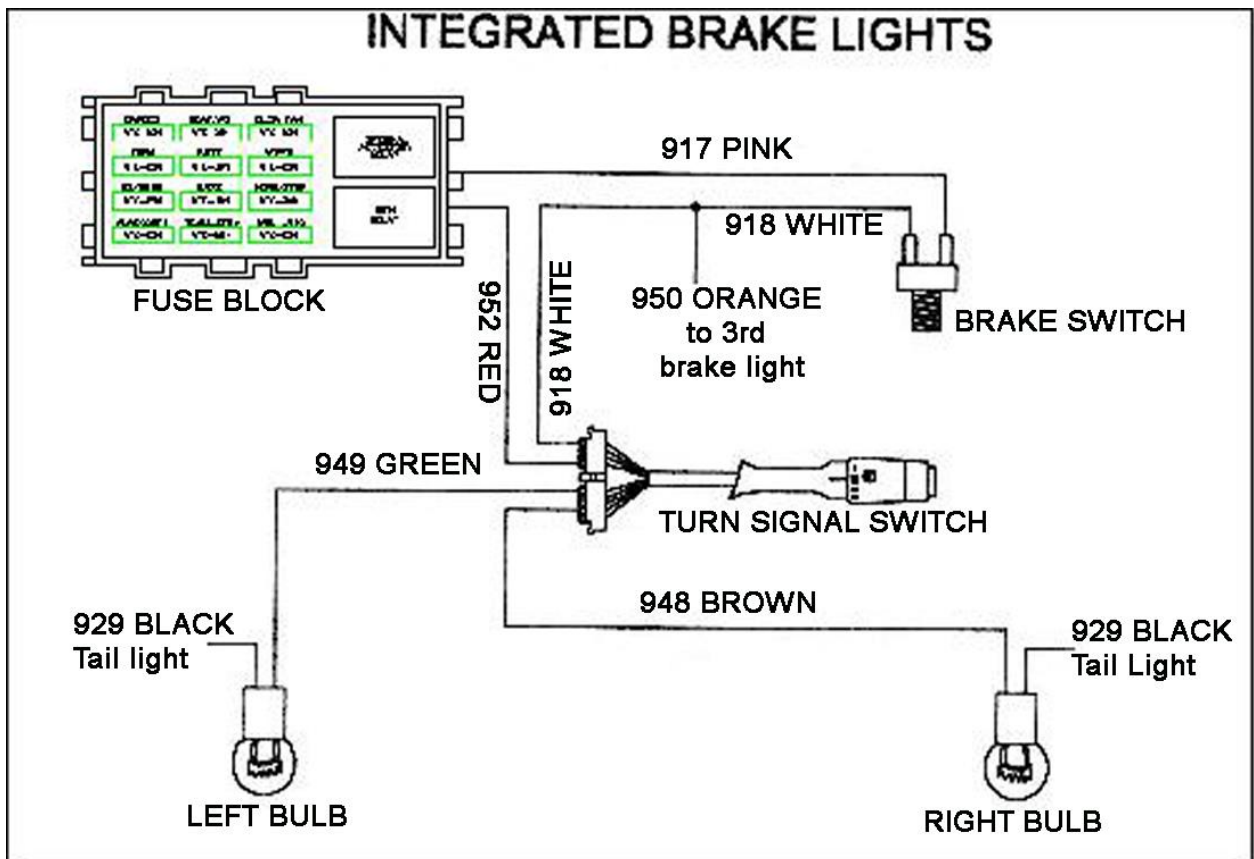 INTEGRATED BRAKE LIGHTS
917 PINK
918 WHITE
FUSE BLOCK
952 RED
918 WHITE
950 ORANGE
to 3rd
brake light
BRAKE SWITCH
949 GREEN
TURN SIGNAL SWITCH
948 BROWN
929 BLACK
Tail light
929 BLACK
Tail Light
LEFT BULB
RIGHT BULB